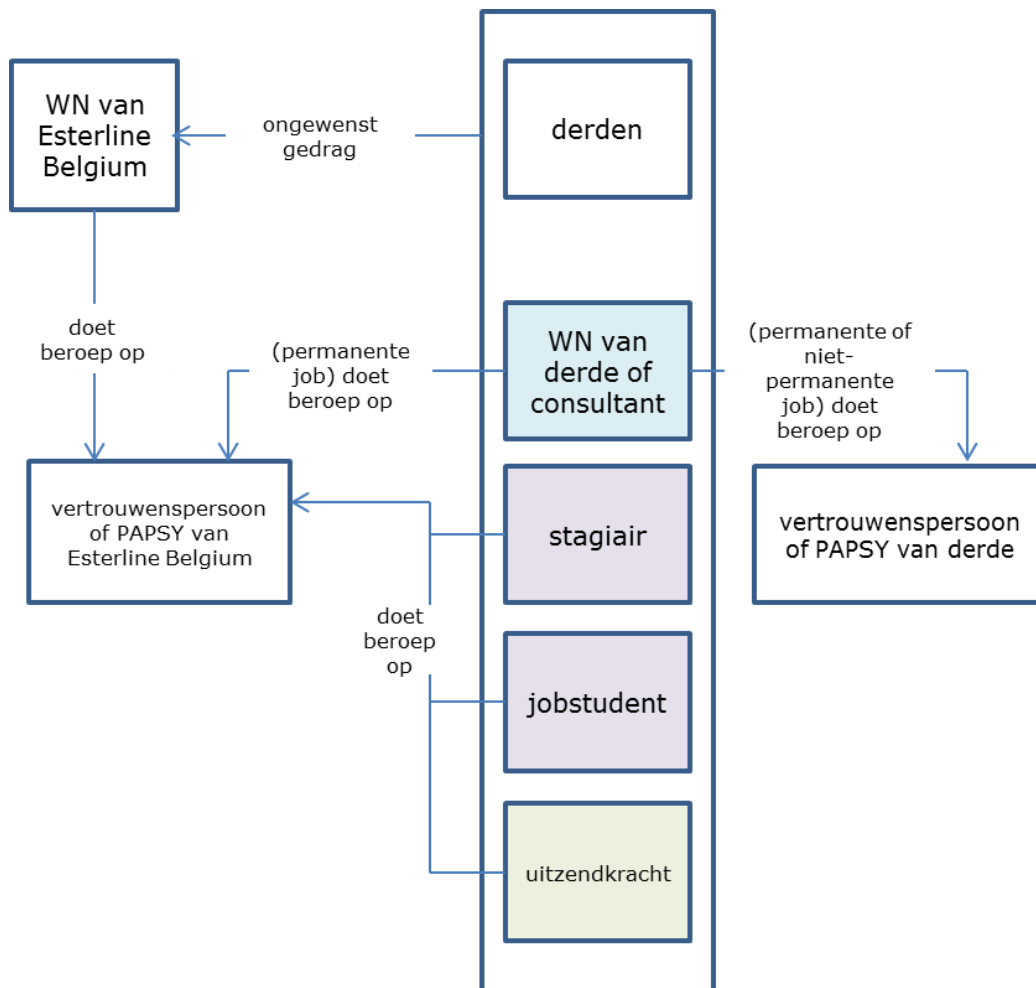 WN van
Esterline
Belgium
ongewenst
gedrag
derden
doet
beroep op
(permanente
job) doet
beroep op
WN van
derde of
consultant
(permanente of
niet-
permanente
job) doet
beroep op
vertrouwenspersoon
of PAPSY van
Esterline Belgium
stagiair
vertrouwenspersoon
of PAPSY van derde
doet
beroep
op
jobstudent
uitzendkracht